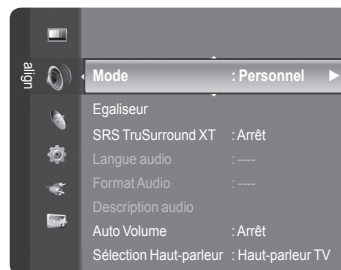 align
Mode : Personnel
Egaliseur
SRS TruSurround XT : Arrêt
Langue audio : ----
Format Audio : ----
Description audio
Auto Volume : Arrêt
Sélection Haut-parleur : Haut-parleur TV